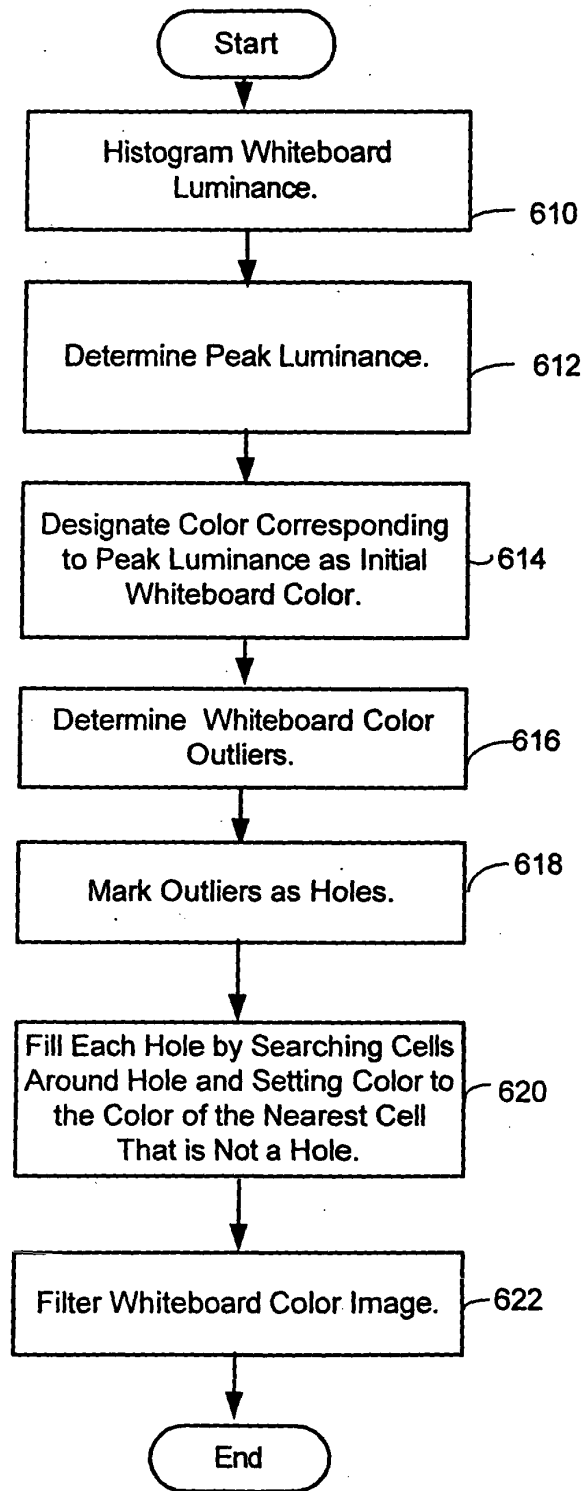 Start
Histogram Whiteboard
Luminance.
610
Determine Peak Luminance.
612
Designate Color Corresponding
to Peak Luminance as Initial
Whiteboard Color.
614
Determine Whiteboard Color
Outliers.
616
Mark Outliers as Holes.
618
Fill Each Hole by Searching Cells
Around Hole and Setting Color to
the Color of the Nearest Cell
That is Not a Hole.
620
Filter Whiteboard Color Image.
622
End